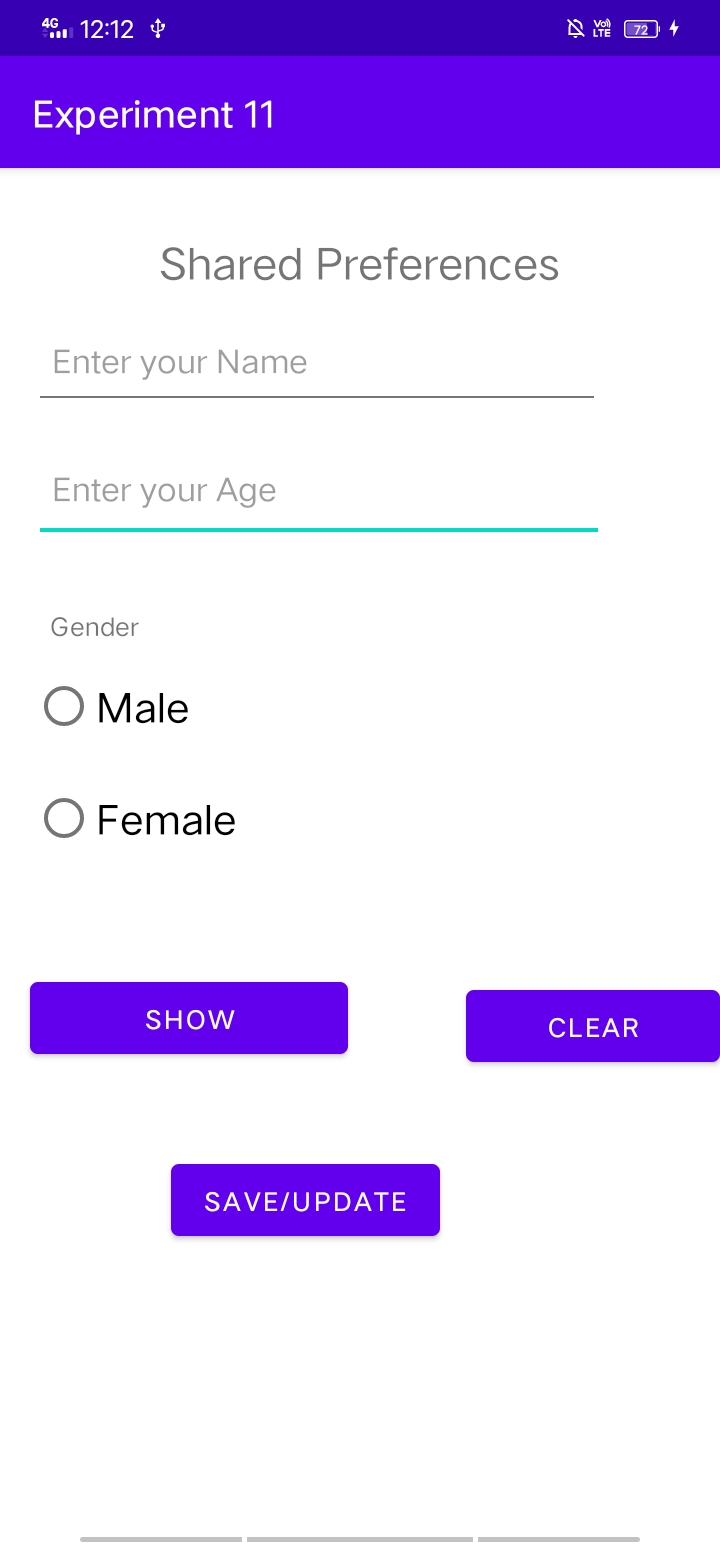 4G 12:12 Vo) LTE 72
Experiment 11
Shared Preferences
Enter your Name
Enter your Age
Gender
Male
Female
SHOW
CLEAR
SAVE/UPDATE